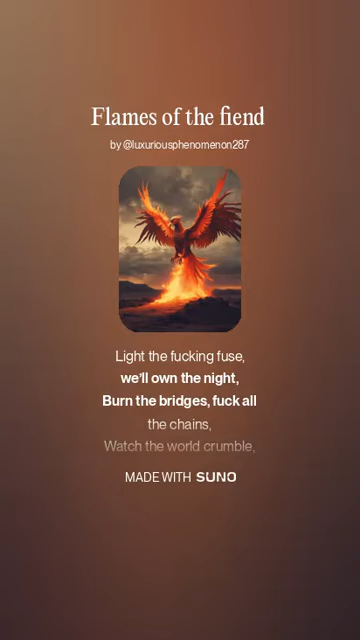 Flames of the fiend
by @luxuriousphenomenon287
Light the fucking fuse,
we'll own the night,
Burn the bridges, fuck all
the chains,
Watch the world crumble,
MADE WITH SUNO